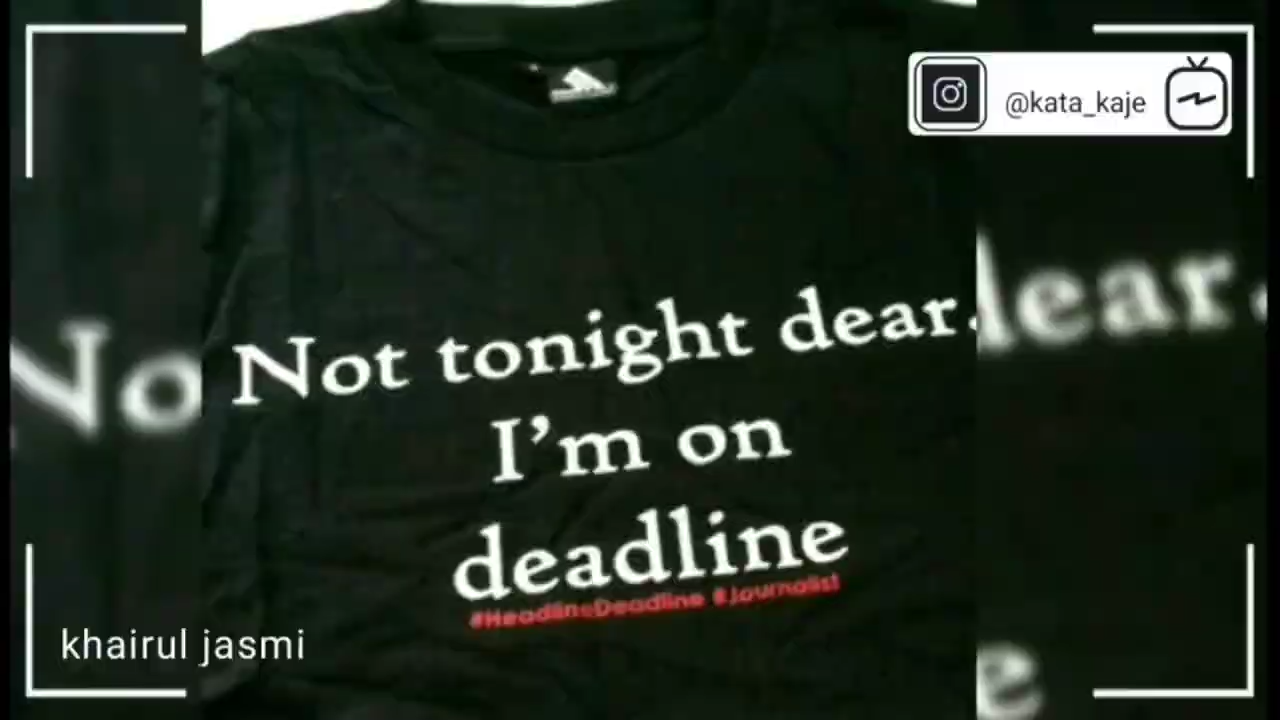 @kata_kaje
Not tonight dear.
I'm on
deadline
#HeadlineDeadline #Journalist
khairul jasmi